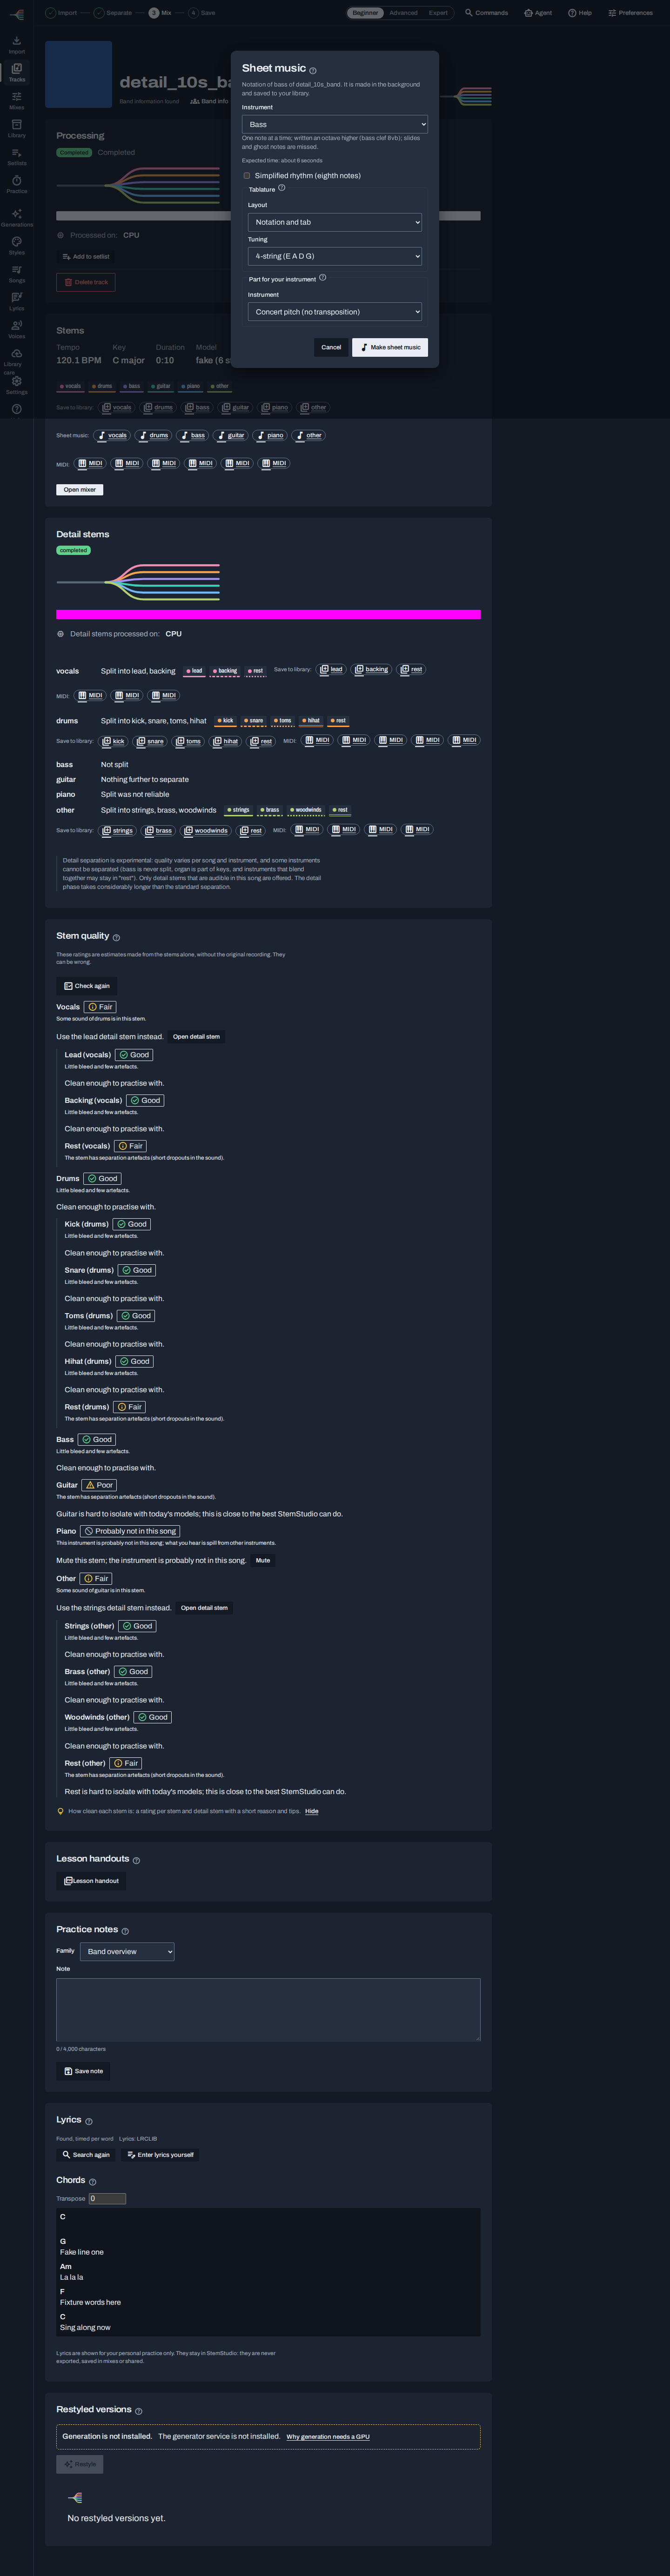 Import
Separate
3 Mix
4 Save
Beginner
Advanced
Expert
Commands
Agent
Help
Preferences
Import
Tracks
Mixes
Library
Setlists
Practice
Generations
Styles
Songs
Lyrics
Voices
Library
Settings
detail_10s_ba
Band information found
Band info
Processing
Completed Completed
Processed on: CPU
Add to setlist
Delete track
Sheet music
Notation of bass of detail_10s_band. It is made in the background
and saved to your library.
Instrument
Bass
One note at a time; written an octave higher (bass clef 8vb); slides
and ghost notes are missed.
Expected time: about 6 seconds
Simplified rhythm (eighth notes)
Tablature
Layout
Notation and tab
Tuning
4-string (E A D G)
Part for your instrument
Instrument
Concert pitch (no transposition)
Cancel
Make sheet music
Stems
Tempo Key Duration Model
120.1 BPM C major 0:10 fake (6 s
vocals drums bass guitar piano other
Save to library: vocals drums bass guitar piano other
Sheet music: vocals drums bass guitar piano other
MIDI: MIDI MIDI MIDI MIDI MIDI MIDI
Open mixer
Detail stems
completed
Detail stems processed on: CPU
vocals Split into lead, backing lead backing rest Save to library: lead backing rest
MIDI: MIDI MIDI MIDI
drums Split into kick, snare, toms, hihat kick snare toms hihat rest
Save to library: kick snare toms hihat rest MIDI: MIDI MIDI MIDI MIDI MIDI
bass Not split
guitar Nothing further to separate
piano Split was not reliable
other Split into strings, brass, woodwinds strings brass woodwinds rest
Save to library: strings brass woodwinds rest MIDI: MIDI MIDI MIDI MIDI
Detail separation is experimental: quality varies per song and instrument, and some instruments
cannot be separated (bass is never split, organ is part of keys, and instruments that blend
together may stay in "rest"). Only detail stems that are audible in this song are offered. The detail
phase takes considerably longer than the standard separation.
Stem quality
These ratings are estimates made from the stems alone, without the original recording. They
can be wrong.
Check again
Vocals Fair
Some sound of drums is in this stem.
Use the lead detail stem instead. Open detail stem
Lead (vocals) Good
Little bleed and few artefacts.
Clean enough to practise with.
Backing (vocals) Good
Little bleed and few artefacts.
Clean enough to practise with.
Rest (vocals) Fair
The stem has separation artefacts (short dropouts in the sound).
Drums Good
Little bleed and few artefacts.
Clean enough to practise with.
Kick (drums) Good
Little bleed and few artefacts.
Clean enough to practise with.
Snare (drums) Good
Little bleed and few artefacts.
Clean enough to practise with.
Toms (drums) Good
Little bleed and few artefacts.
Clean enough to practise with.
Hihat (drums) Good
Little bleed and few artefacts.
Clean enough to practise with.
Rest (drums) Fair
The stem has separation artefacts (short dropouts in the sound).
Bass Good
Little bleed and few artefacts.
Clean enough to practise with.
Guitar Poor
The stem has separation artefacts (short dropouts in the sound).
Guitar is hard to isolate with today's models; this is close to the best StemStudio can do.
Piano Probably not in this song
This instrument is probably not in this song; what you hear is spill from other instruments.
Mute this stem; the instrument is probably not in this song. Mute
Other Fair
Some sound of guitar is in this stem.
Use the strings detail stem instead. Open detail stem
Strings (other) Good
Little bleed and few artefacts.
Clean enough to practise with.
Brass (other) Good
Little bleed and few artefacts.
Clean enough to practise with.
Woodwinds (other) Good
Little bleed and few artefacts.
Clean enough to practise with.
Rest (other) Fair
The stem has separation artefacts (short dropouts in the sound).
Rest is hard to isolate with today's models; this is close to the best StemStudio can do.
How clean each stem is: a rating per stem and detail stem with a short reason and tips. Hide
Lesson handouts
Lesson handout
Practice notes
Family Band overview
Note
0 / 4,000 characters
Save note
Lyrics
Found, timed per word Lyrics: LRCLIB
Search again Enter lyrics yourself
Chords
Transpose 0
C
G
Fake line one
Am
La la la
F
Fixture words here
C
Sing along now
Lyrics are shown for your personal practice only. They stay in StemStudio: they are never
exported, saved in mixes or shared.
Restyled versions
Generation is not installed. The generator service is not installed. Why generation needs a GPU
Restyle
No restyled versions yet.